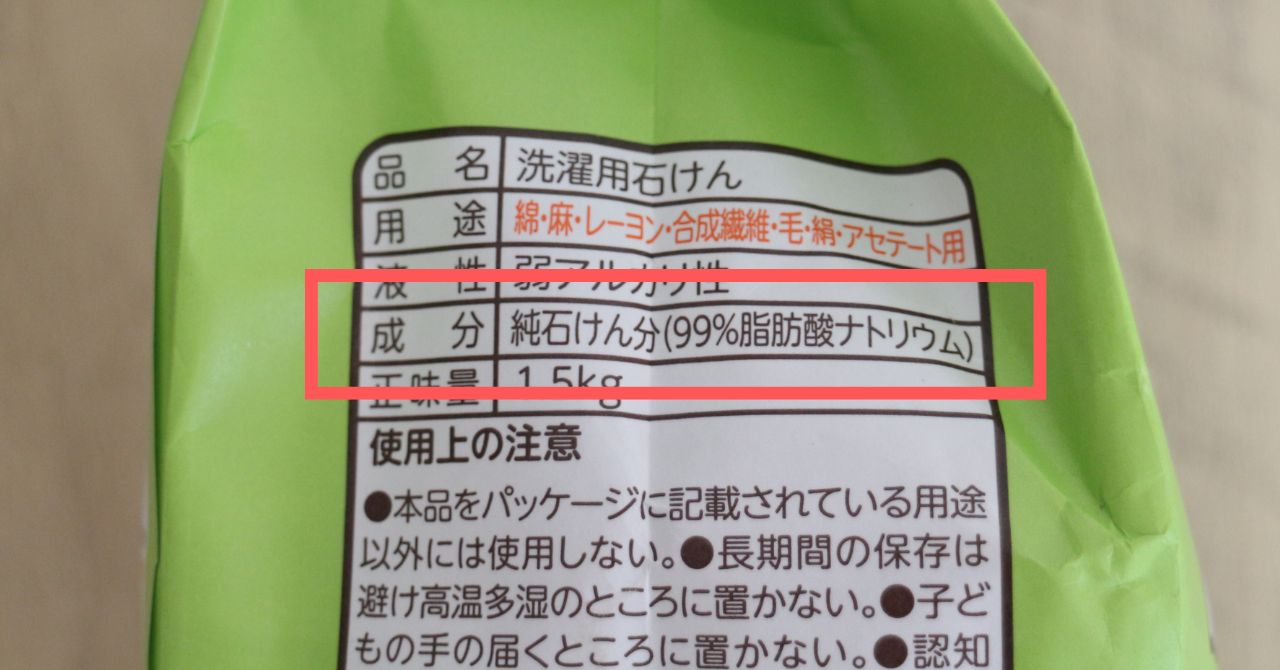 品 名 洗濯用石けん
用 途 綿・麻・レーヨン・合成繊維・毛・絹・アセテート用
液 性 弱アルカリ性
成 分 純石けん分(99%脂肪酸ナトリウム)
正味量 1.5kg
使用上の注意
●本品をパッケージに記載されている用途
以外には使用しない。●長期間の保存は
避け高温多湿のところに置かない。●子ど
もの手の届くところに置かない。●認知